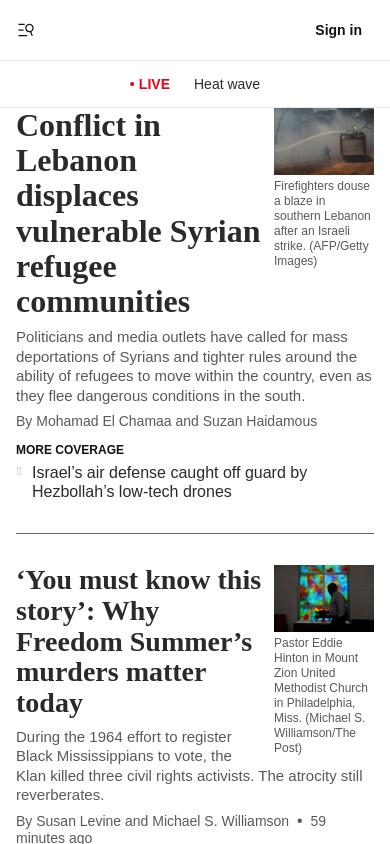 Sign in
• LIVE
Heat wave
Conflict in
Lebanon
displaces
vulnerable Syrian
refugee
communities
Firefighters douse
a blaze in
southern Lebanon
after an Israeli
strike. (AFP/Getty
Images)
Politicians and media outlets have called for mass
deportations of Syrians and tighter rules around the
ability of refugees to move within the country, even as
they flee dangerous conditions in the south.
By Mohamad El Chamaa and Suzan Haidamous
MORE COVERAGE
Israel’s air defense caught off guard by
Hezbollah’s low-tech drones
‘You must know this
story’: Why
Freedom Summer’s
murders matter
today
Pastor Eddie
Hinton in Mount
Zion United
Methodist Church
in Philadelphia,
Miss. (Michael S.
Williamson/The
Post)
During the 1964 effort to register
Black Mississippians to vote, the
Klan killed three civil rights activists. The atrocity still
reverberates.
By Susan Levine and Michael S. Williamson • 59
minutes ago